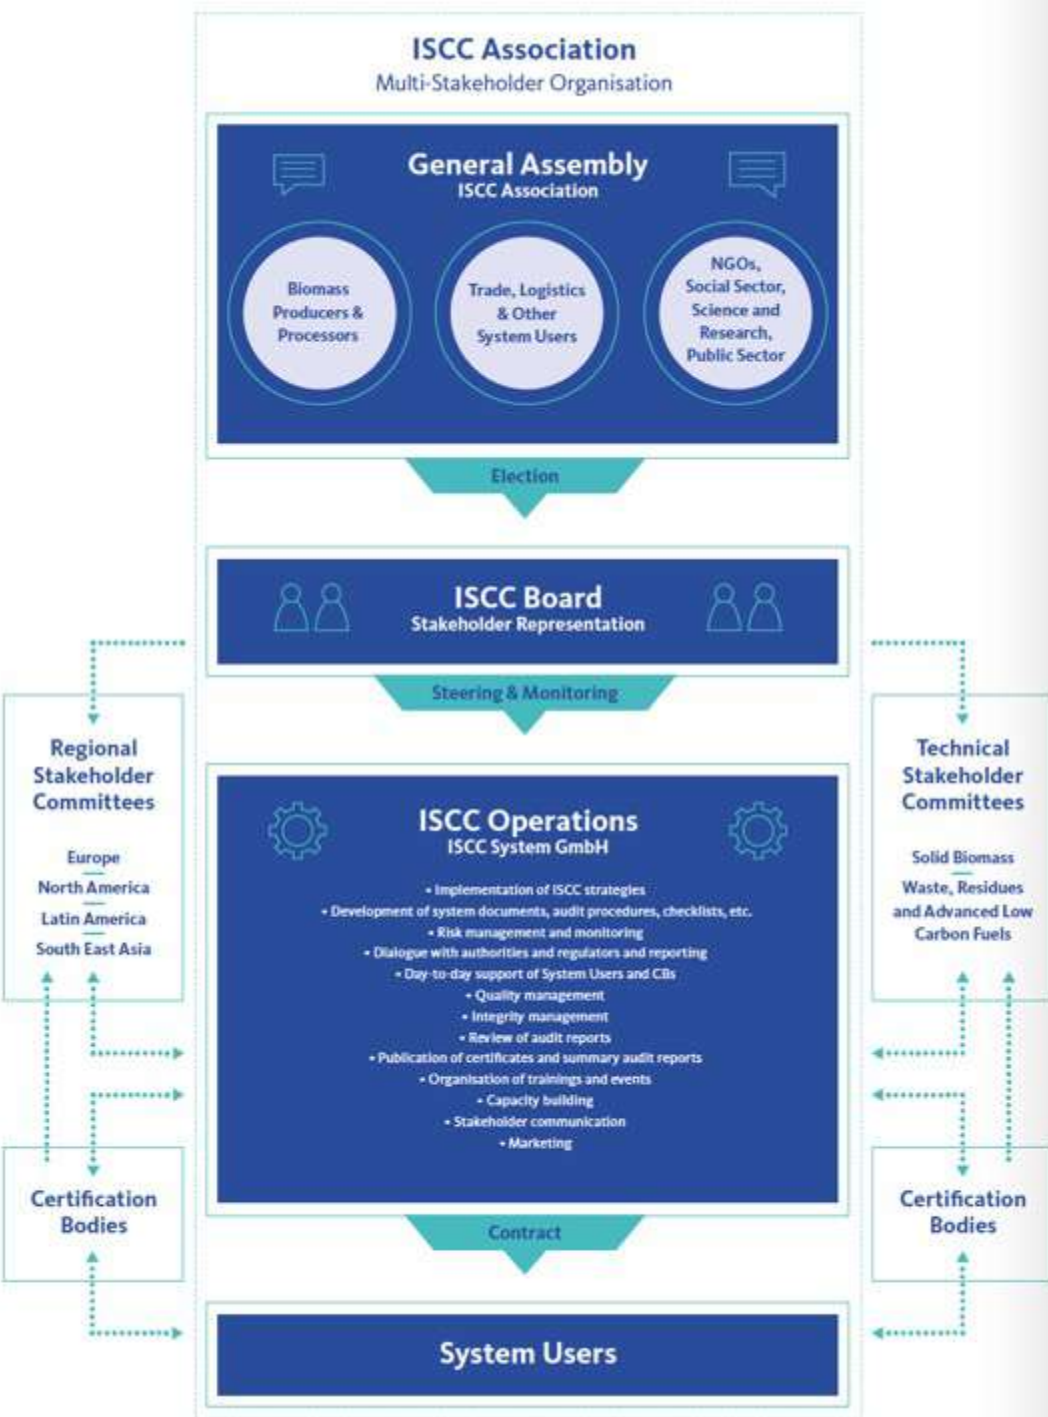 ISCC Association
Multi-Stakeholder Organisation
General Assembly
ISCC Association
Biomass
Producers &
Processors
Trade, Logistics
& Other
System Users
NGOs,
Social Sector,
Science and
Research,
Public Sector
Election
ISCC Board
Stakeholder Representation
Steering & Monitoring
Regional
Stakeholder
Committees
Europe
North America
Latin America
South East Asia
Technical
Stakeholder
Committees
Solid Biomass
Waste, Residues
and Advanced Low
Carbon Fuels
ISCC Operations
ISCC System GmbH
• Implementation of ISCC strategies
• Development of system documents, audit procedures, checklists, etc.
• Risk management and monitoring
• Dialogue with authorities and regulators and reporting
• Day-to-day support of System Users and CBs
• Quality management
• Integrity management
• Review of audit reports
• Publication of certificates and summary audit reports
• Organisation of trainings and events
• Capacity building
• Stakeholder communication
• Marketing
Certification
Bodies
Certification
Bodies
Contract
System Users